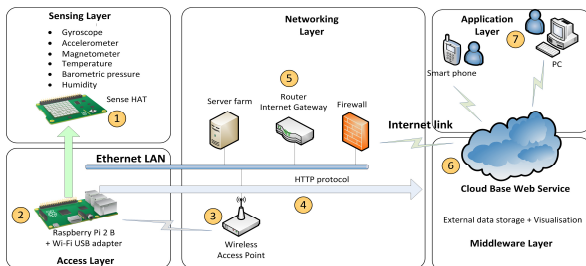 Sensing Layer
• Gyroscope
• Accelerometer
• Magnetometer
• Temperature
• Barometric pressure
• Humidity
Sense HAT
1
2
Raspberry Pi 2 B
+ Wi-Fi USB adapter
Access Layer
Networking
Layer
5
Router
Internet Gateway
Server farm
Firewall
Ethernet LAN
HTTP protocol
3
4
Wireless
Access Point
Internet link
Application
Layer
7
Smart phone
PC
6
Cloud Base Web Service
External data storage + Visualisation
Middleware Layer